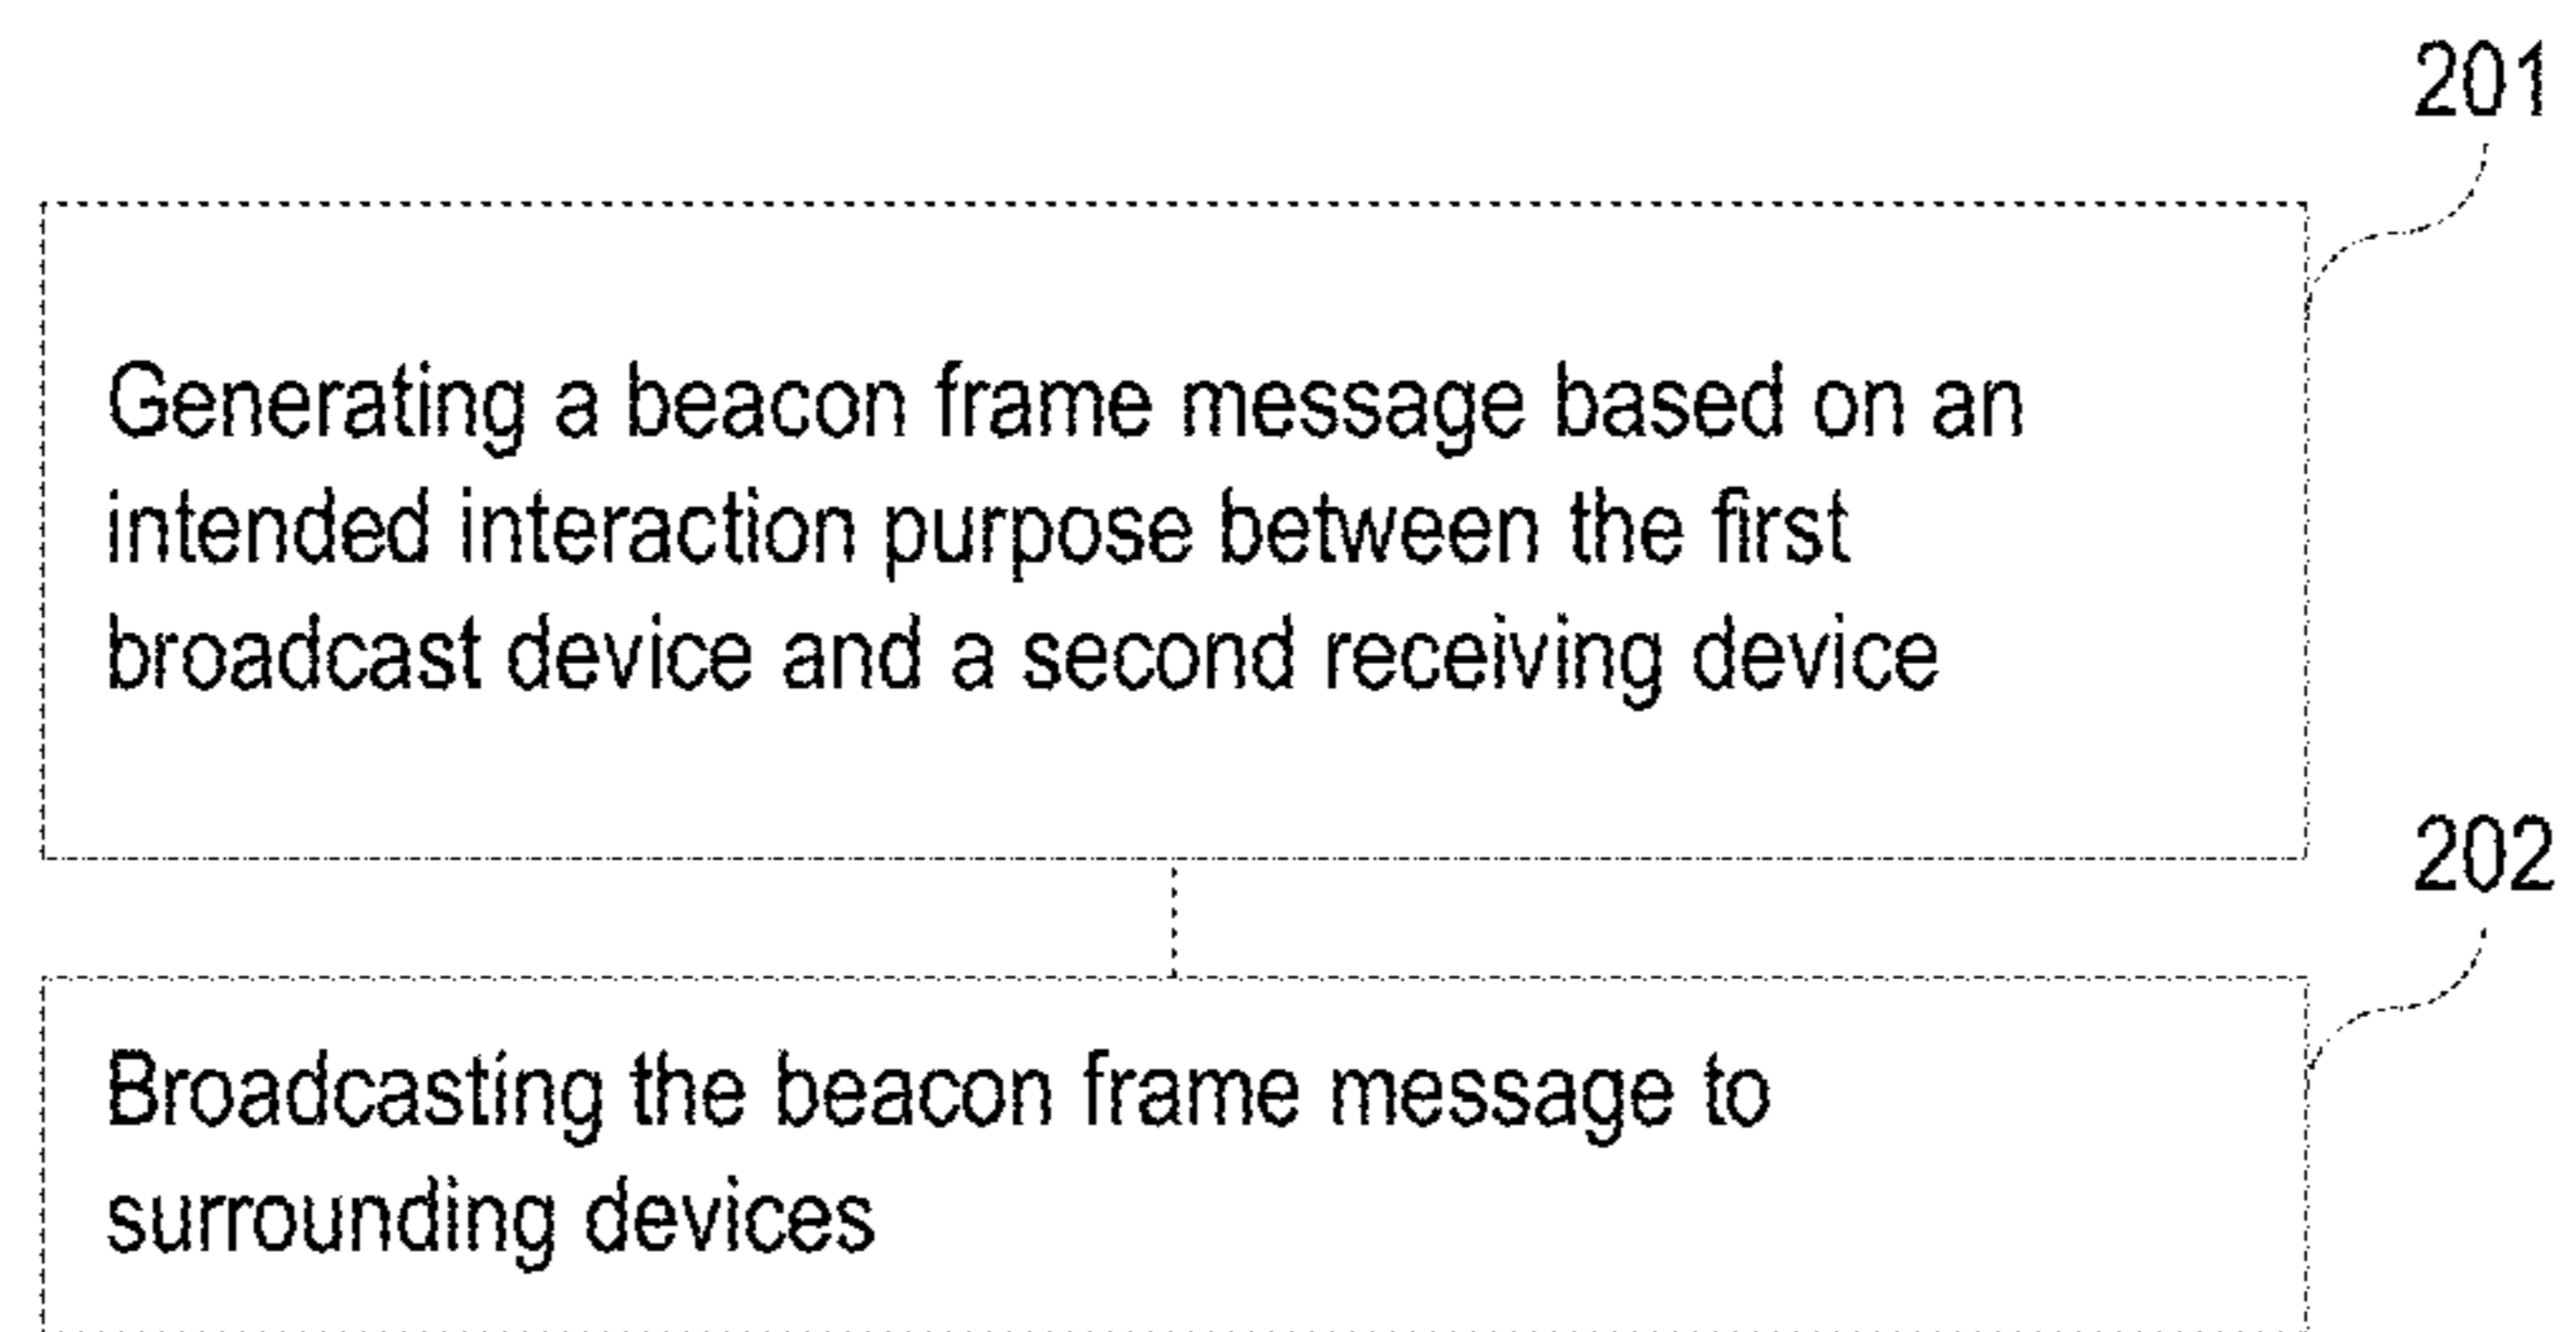 201
Generating a beacon frame message based on an
intended interaction purpose between the first
broadcast device and a second receiving device
202
Broadcasting the beacon frame message to
surrounding devices